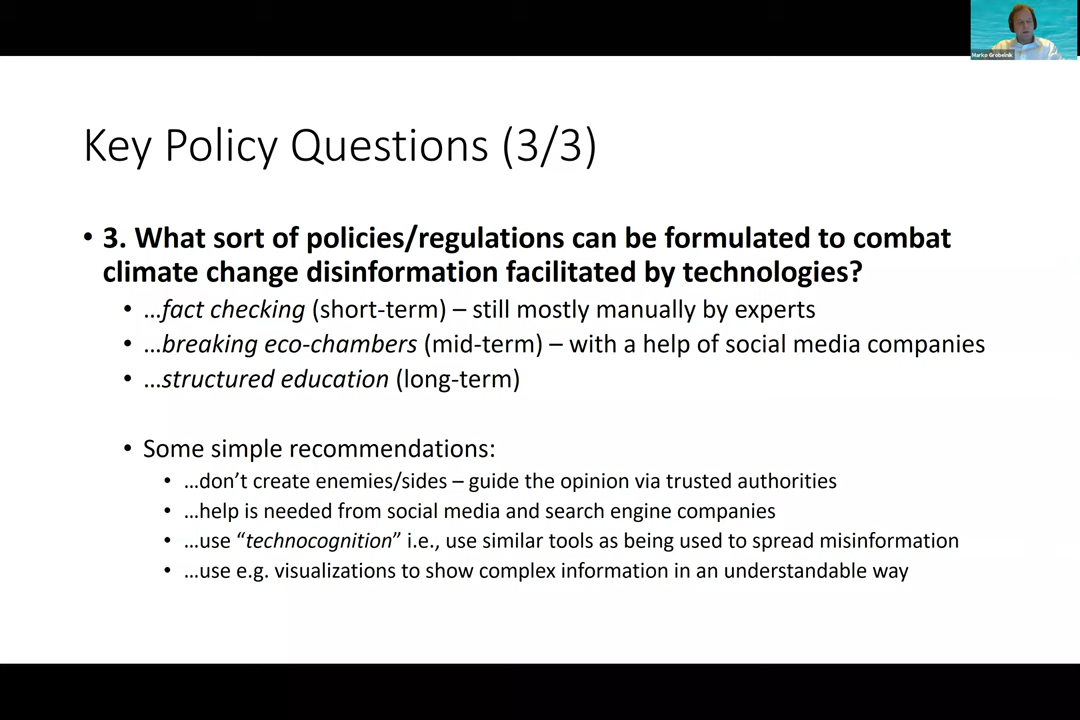 Marko Grobelnik
Key Policy Questions (3/3)
• 3. What sort of policies/regulations can be formulated to combat
climate change disinformation facilitated by technologies?
• …fact checking (short-term) – still mostly manually by experts
• …breaking eco-chambers (mid-term) – with a help of social media companies
• …structured education (long-term)
• Some simple recommendations:
• …don’t create enemies/sides – guide the opinion via trusted authorities
• …help is needed from social media and search engine companies
• …use “technocognition” i.e., use similar tools as being used to spread misinformation
• …use e.g. visualizations to show complex information in an understandable way